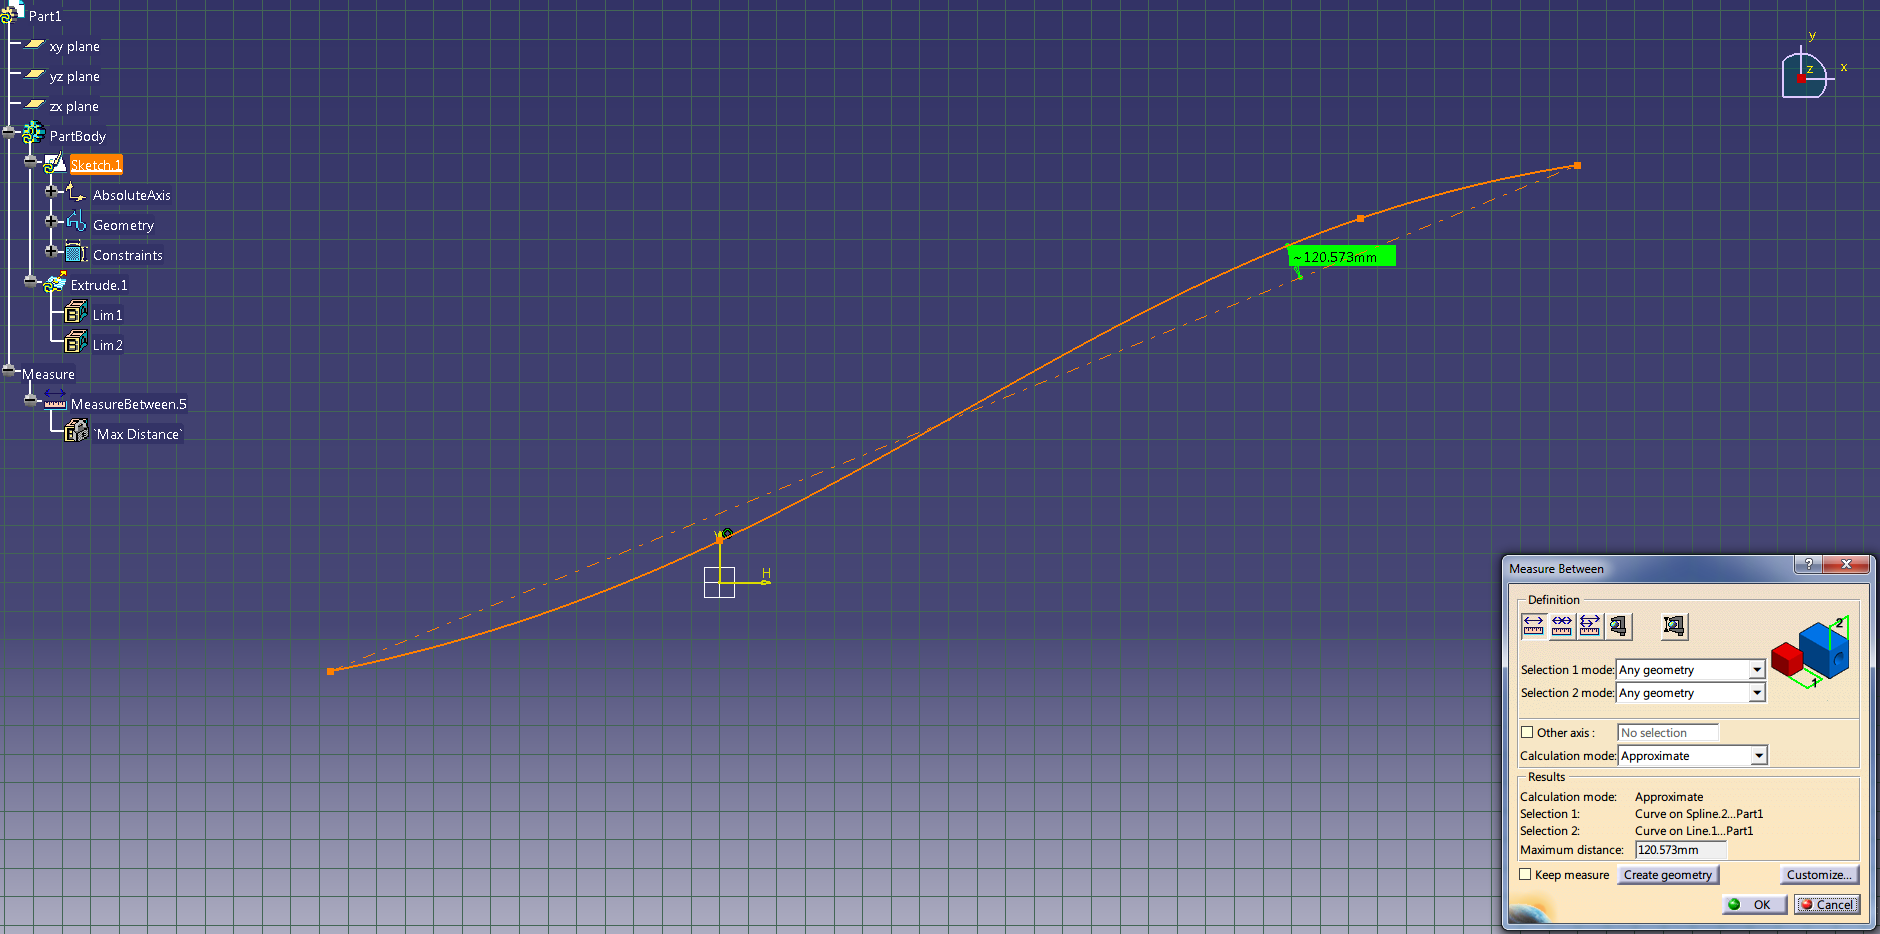 Part1
xy plane
yz plane
zx plane
PartBody
Sketch.1
AbsoluteAxis
Geometry
Constraints
Extrude.1
Lim1
Lim2
Measure
MeasureBetween.5
`Max Distance`
y
x
z
~120.573mm
H
Measure Between
?
Definition
2
1
Selection 1 mode: Any geometry
Selection 2 mode: Any geometry
Other axis : No selection
Calculation mode: Approximate
Results
Calculation mode: Approximate
Selection 1: Curve on Spline.2...Part1
Selection 2: Curve on Line.1...Part1
Maximum distance: 120.573mm
Keep measure Create geometry Customize...
OK Cancel